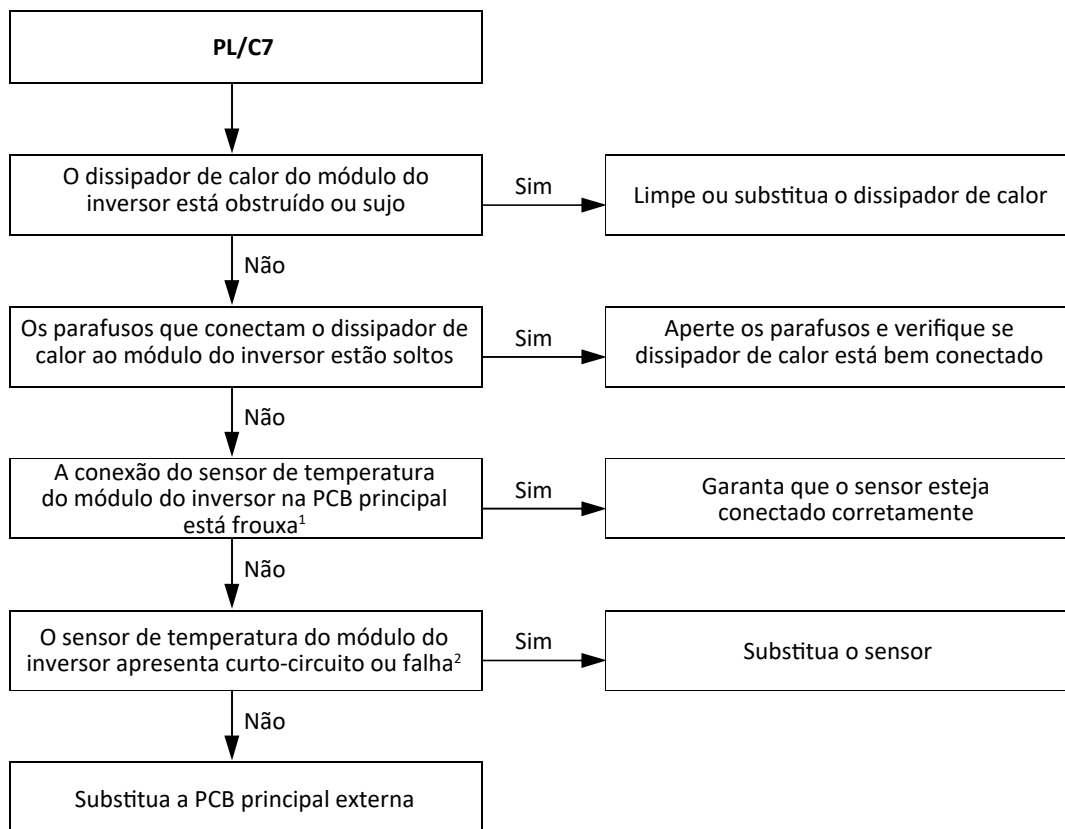 PL/C7
O dissipador de calor do módulo do
inversor está obstruído ou sujo
Sim
Limpe ou substitua o dissipador de calor
Não
Os parafusos que conectam o dissipador de
calor ao módulo do inversor estão soltos
Sim
Aperte os parafusos e verifique se
dissipador de calor está bem conectado
Não
A conexão do sensor de temperatura
do módulo do inversor na PCB principal
está frouxa¹
Sim
Garanta que o sensor esteja
conectado corretamente
Não
O sensor de temperatura do módulo do
inversor apresenta curto-circuito ou falha²
Sim
Substitua o sensor
Não
Substitua a PCB principal externa